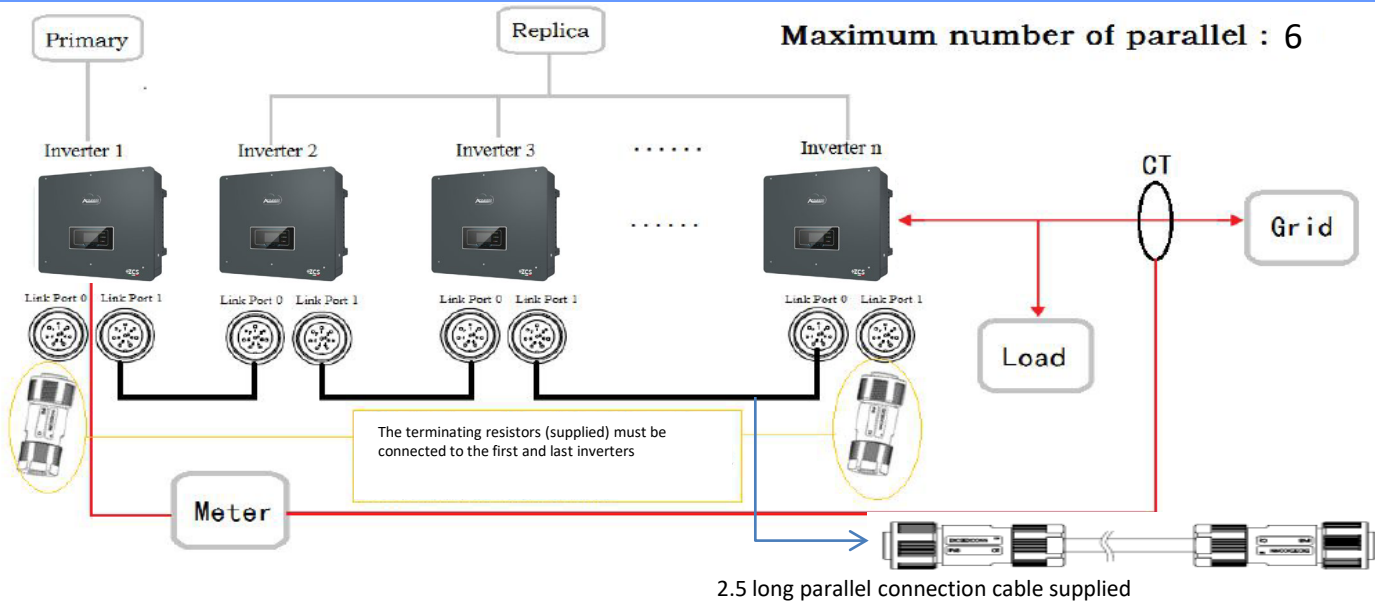 Primary
Replica
Maximum number of parallel : 6
Inverter 1
Inverter 2
Inverter 3
......
Inverter n
CT
......
Grid
Link Port 0
Link Port 1
Link Port 0
Link Port 1
Link Port 0
Link Port 1
Link Port 0
Link Port 1
Load
The terminating resistors (supplied) must be
connected to the first and last inverters
Meter
2.5 long parallel connection cable supplied